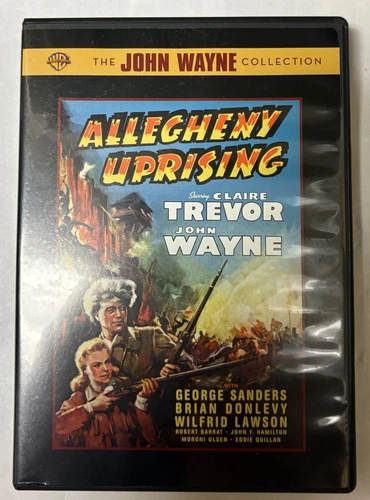 WB
THE JOHN WAYNE COLLECTION
ALLEGHENY
UPRISING
Starring CLAIRE
TREVOR
JOHN
WAYNE
WITH
GEORGE SANDERS
BRIAN DONLEVY
WILFRID LAWSON
ROBERT BARRAT - JOHN F. HAMILTON
MORONI OLSEN - EDDIE QUILLAN